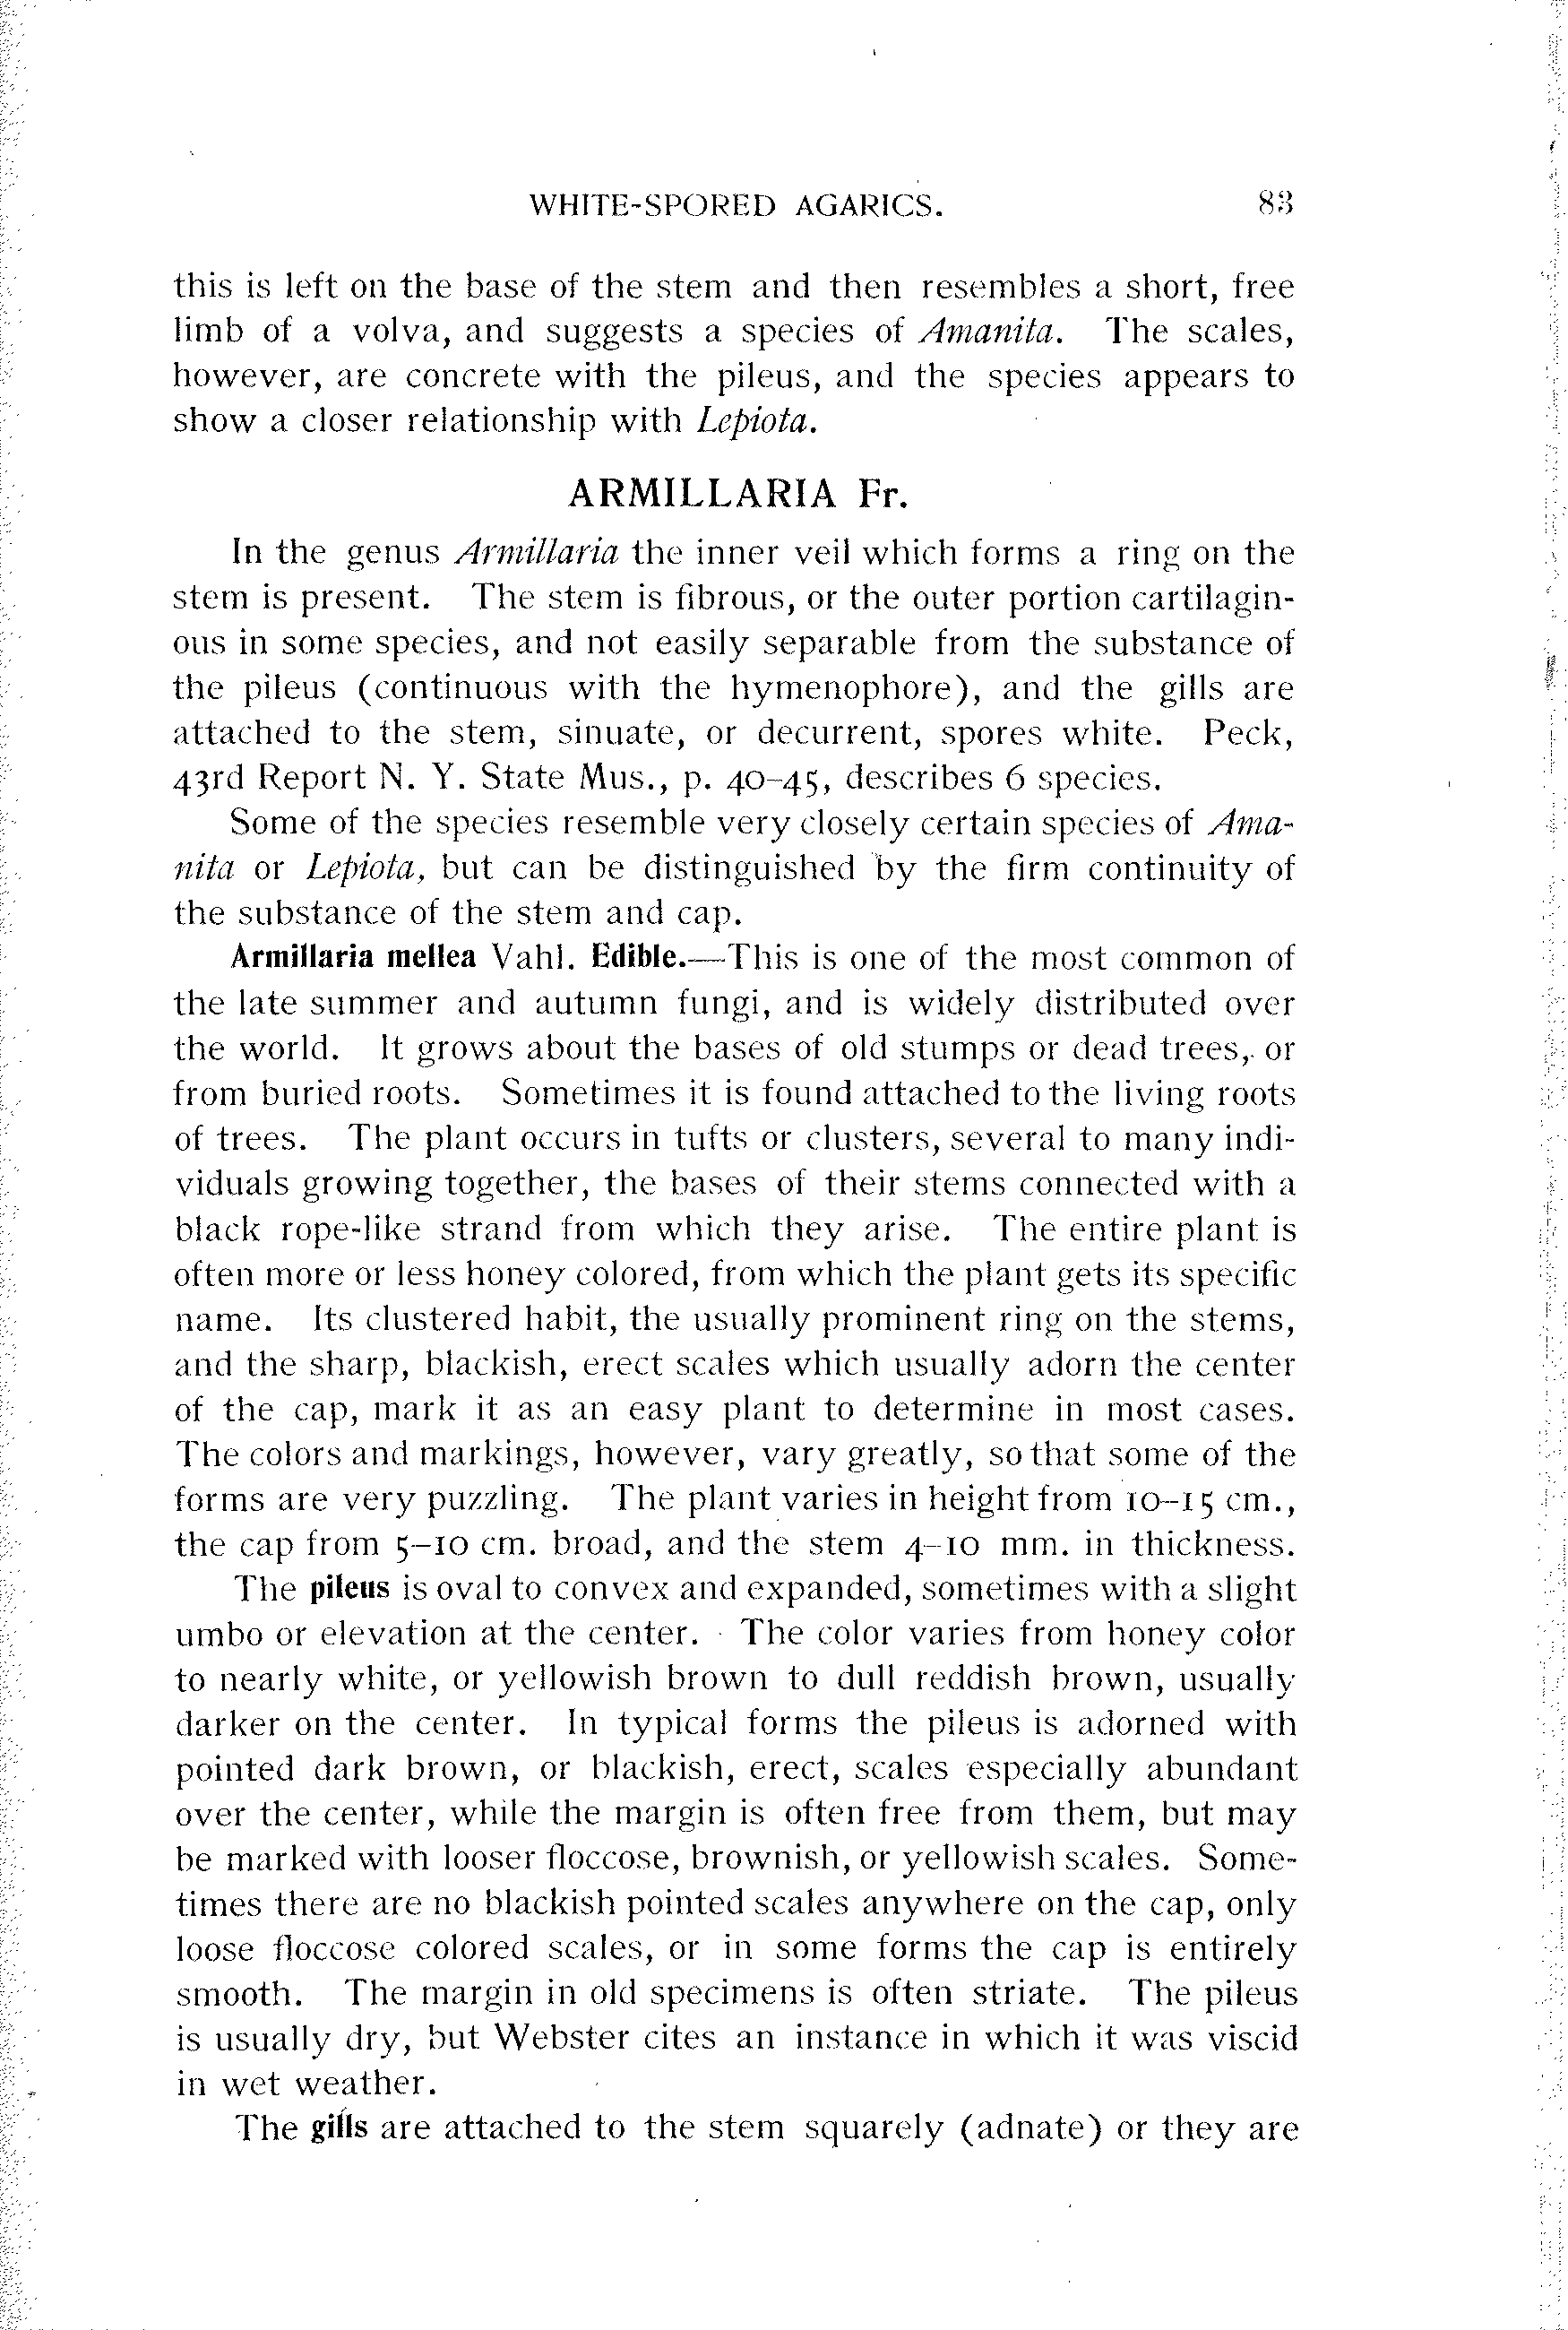 WHITE-SPORED AGARICS. 83
this is left on the base of the stem and then resembles a short, free
limb of a volva, and suggests a species of Amanita. The scales,
however, are concrete with the pileus, and the species appears to
show a closer relationship with Lepiota.
ARMILLARIA Fr.
In the genus Armillaria the inner veil which forms a ring on the
stem is present. The stem is fibrous, or the outer portion cartilagin-
ous in some species, and not easily separable from the substance of
the pileus (continuous with the hymenophore), and the gills are
attached to the stem, sinuate, or decurrent, spores white. Peck,
43rd Report N. Y. State Mus., p. 40–45, describes 6 species.
Some of the species resemble very closely certain species of Ama-
nita or Lepiota, but can be distinguished by the firm continuity of
the substance of the stem and cap.
Armillaria mellea Vahl. Edible.—This is one of the most common of
the late summer and autumn fungi, and is widely distributed over
the world. It grows about the bases of old stumps or dead trees, or
from buried roots. Sometimes it is found attached to the living roots
of trees. The plant occurs in tufts or clusters, several to many indi-
viduals growing together, the bases of their stems connected with a
black rope-like strand from which they arise. The entire plant is
often more or less honey colored, from which the plant gets its specific
name. Its clustered habit, the usually prominent ring on the stems,
and the sharp, blackish, erect scales which usually adorn the center
of the cap, mark it as an easy plant to determine in most cases.
The colors and markings, however, vary greatly, so that some of the
forms are very puzzling. The plant varies in height from 10–15 cm.,
the cap from 5–10 cm. broad, and the stem 4–10 mm. in thickness.
The pileus is oval to convex and expanded, sometimes with a slight
umbo or elevation at the center. The color varies from honey color
to nearly white, or yellowish brown to dull reddish brown, usually
darker on the center. In typical forms the pileus is adorned with
pointed dark brown, or blackish, erect, scales especially abundant
over the center, while the margin is often free from them, but may
be marked with looser floccose, brownish, or yellowish scales. Some-
times there are no blackish pointed scales anywhere on the cap, only
loose floccose colored scales, or in some forms the cap is entirely
smooth. The margin in old specimens is often striate. The pileus
is usually dry, but Webster cites an instance in which it was viscid
in wet weather.
The gills are attached to the stem squarely (adnate) or they are